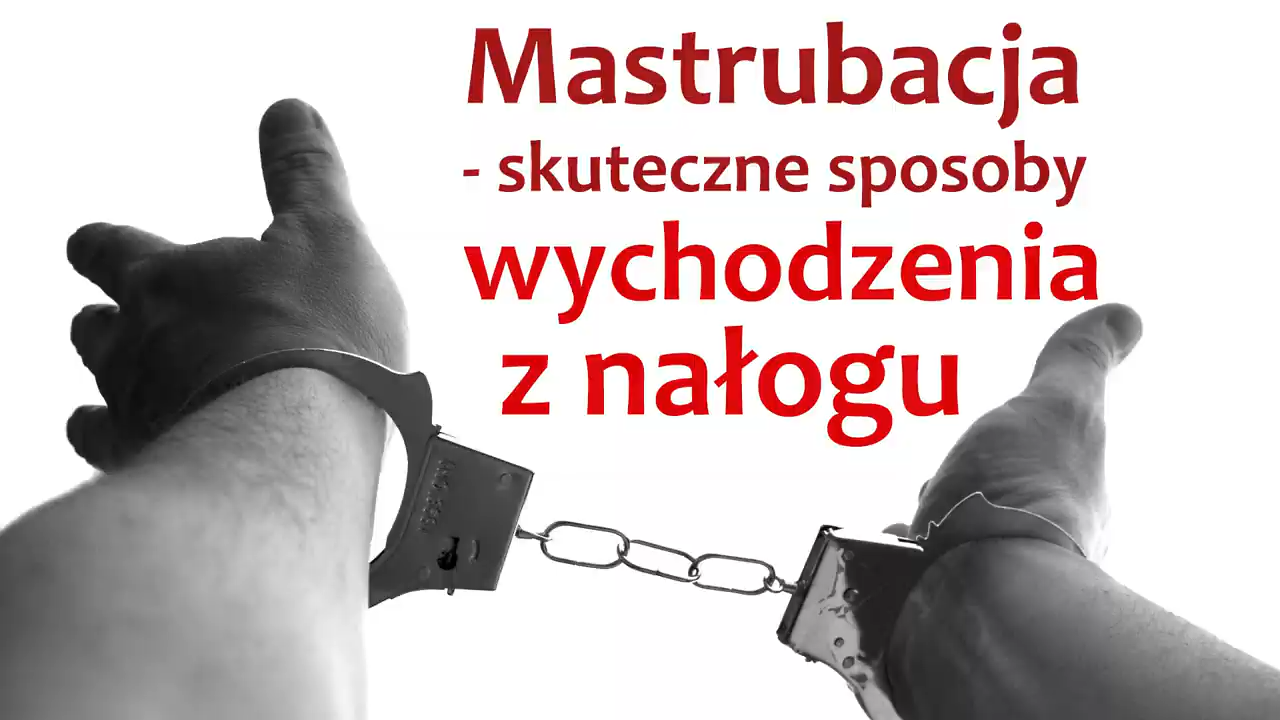 Mastrubacja
- skuteczne sposoby
wychodzenia
z nałogu